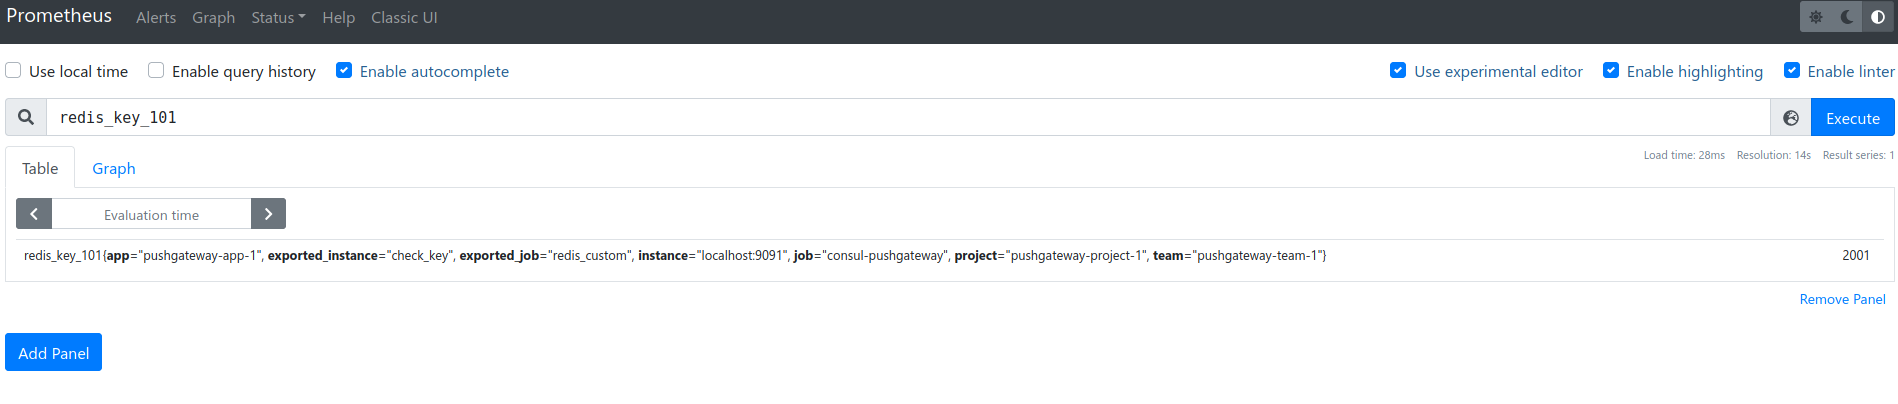 Prometheus Alerts Graph Status Help Classic UI
Use local time Enable query history Enable autocomplete Use experimental editor Enable highlighting Enable linter
redis_key_101 Execute
Table Graph Load time: 28ms Resolution: 14s Result series: 1
Evaluation time
redis_key_101{app="pushgateway-app-1", exported_instance="check_key", exported_job="redis_custom", instance="localhost:9091", job="consul-pushgateway", project="pushgateway-project-1", team="pushgateway-team-1"} 2001
Remove Panel
Add Panel